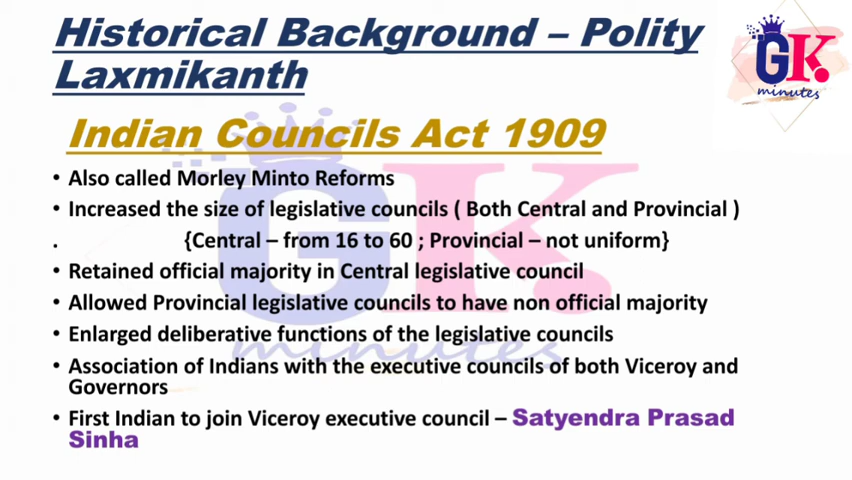 Historical Background – Polity
Laxmikanth
GK
minutes
Indian Councils Act 1909
• Also called Morley Minto Reforms
• Increased the size of legislative councils ( Both Central and Provincial )
. {Central – from 16 to 60 ; Provincial – not uniform}
• Retained official majority in Central legislative council
• Allowed Provincial legislative councils to have non official majority
• Enlarged deliberative functions of the legislative councils
• Association of Indians with the executive councils of both Viceroy and
Governors
• First Indian to join Viceroy executive council – Satyendra Prasad
Sinha
GK
minutes